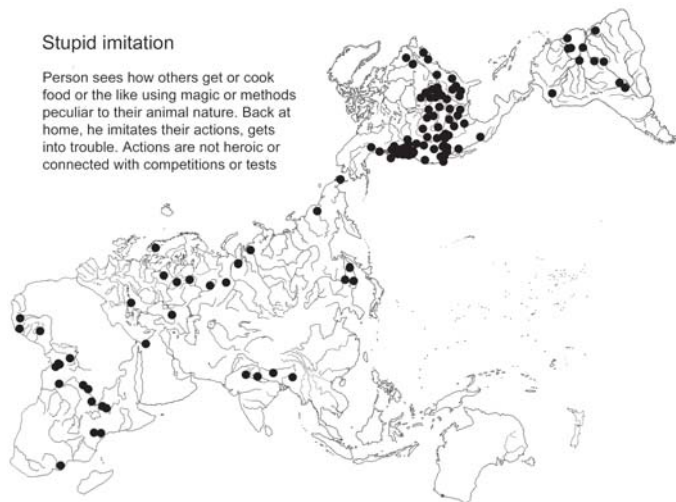 Stupid imitation
Person sees how others get or cook
food or the like using magic or methods
peculiar to their animal nature. Back at
home, he imitates their actions, gets
into trouble. Actions are not heroic or
connected with competitions or tests